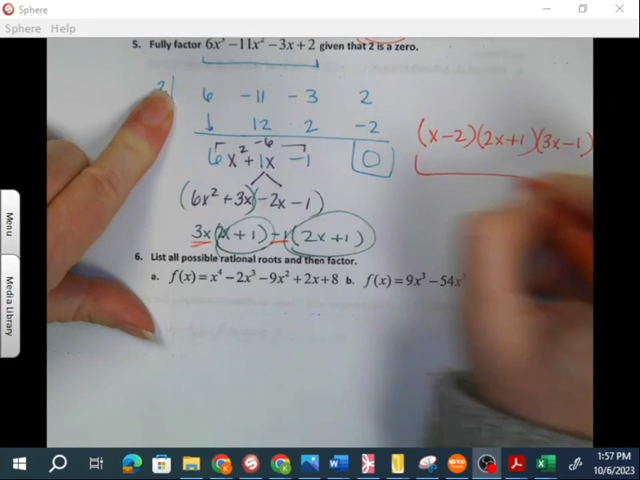 Sphere
Sphere Help
5. Fully factor 6x³ −11x² −3x+2 given that 2 is a zero.
2| 6 −11 −3 2
↓ 12 2 −2
6x² + 1x −1 0
−6
(6x² + 3x)(−2x −1)
3x(2x+1) −1(2x+1)
(x−2)(2x+1)(3x−1)
6. List all possible rational roots and then factor.
a. f(x)=x⁴ −2x³ −9x² +2x+8 b. f(x)=9x³ −54x²
Menu
Media Library
1:57 PM
10/6/2023